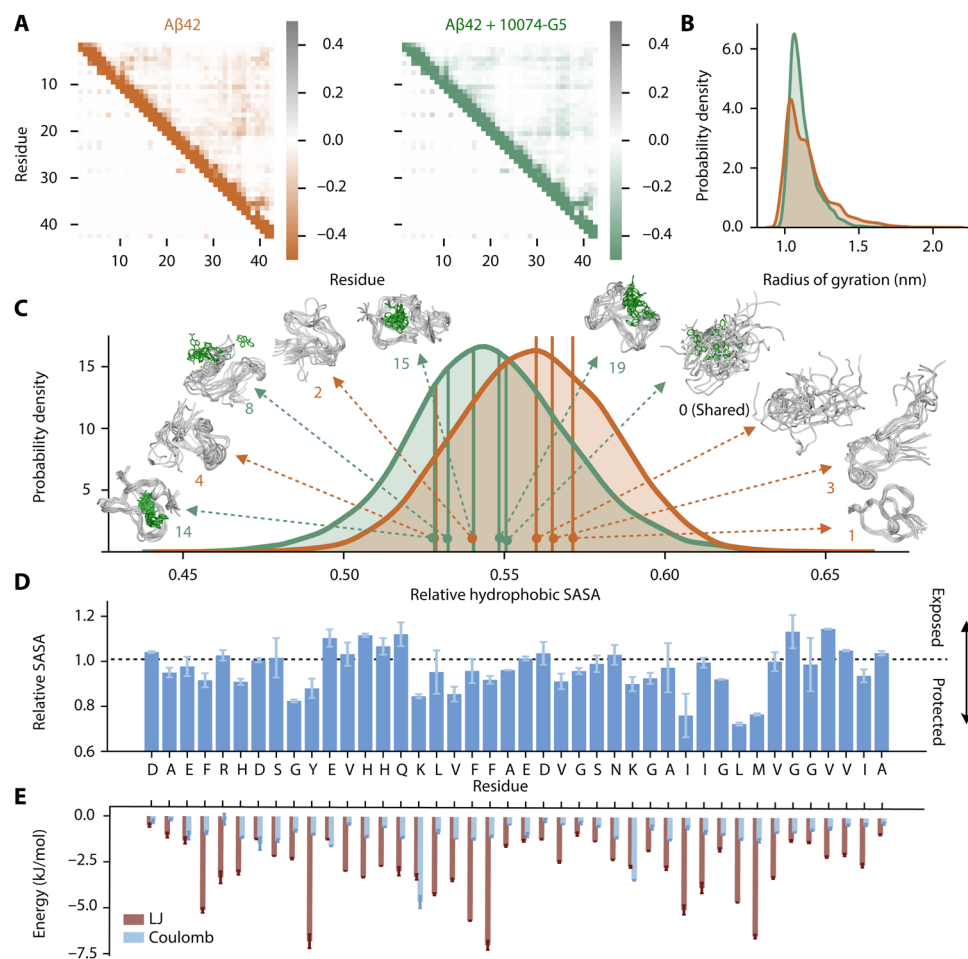 A
Aβ42
Aβ42 + 10074-G5
B
Residue
10
20
30
40
10 20 30 40
0.4
0.2
0.0
−0.2
−0.4
10 20 30 40
0.4
0.2
0.0
−0.2
−0.4
Residue
Probability density
6.0
4.0
2.0
0.0
1.0 1.5 2.0
Radius of gyration (nm)
C
Probability density
15
10
5
14
4
8
2
15
19
0 (Shared)
3
1
0.45 0.50 0.55 0.60 0.65
Relative hydrophobic SASA
D
Relative SASA
1.2
1.0
0.8
0.6
Exposed
Protected
D A E F R H D S G Y E V H H Q K L V F F A E D V G S N K G A I I G L M V G G V V I A
Residue
E
Energy (kJ/mol)
0.0
−2.5
−5.0
−7.5
LJ
Coulomb